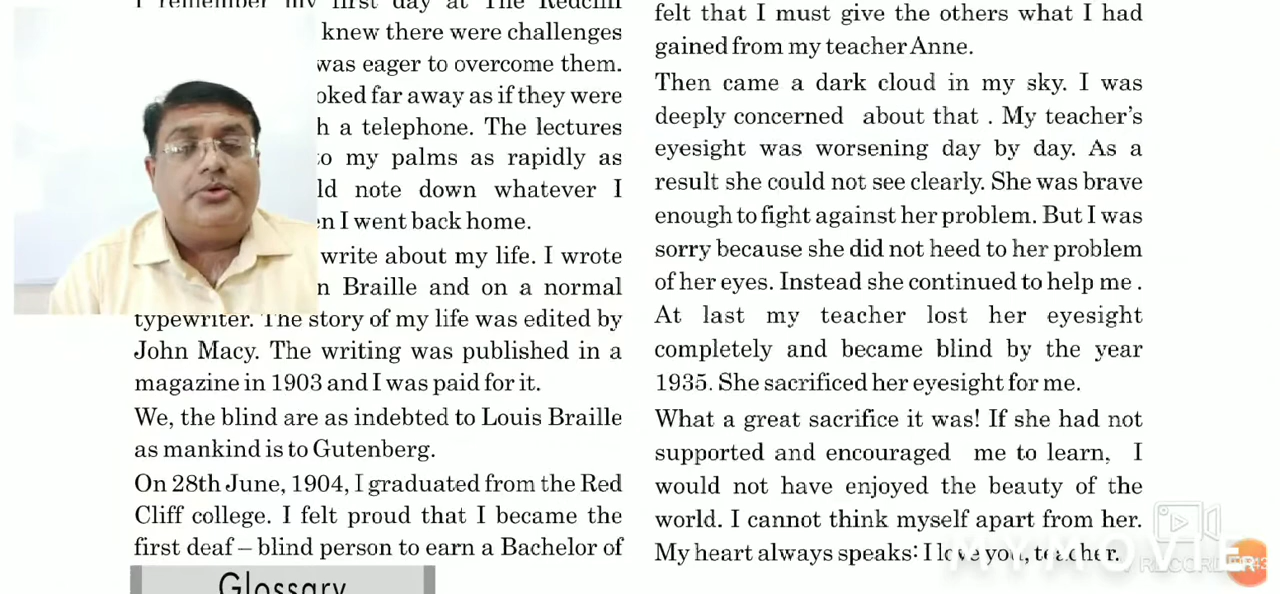 I remember my first day at The Redcliff
knew there were challenges
was eager to overcome them.
oked far away as if they were
h a telephone. The lectures
to my palms as rapidly as
ld note down whatever I
en I went back home.
write about my life. I wrote
n Braille and on a normal
typewriter. The story of my life was edited by
John Macy. The writing was published in a
magazine in 1903 and I was paid for it.
We, the blind are as indebted to Louis Braille
as mankind is to Gutenberg.
On 28th June, 1904, I graduated from the Red
Cliff college. I felt proud that I became the
first deaf – blind person to earn a Bachelor of
Glossary
felt that I must give the others what I had
gained from my teacher Anne.
Then came a dark cloud in my sky. I was
deeply concerned about that . My teacher's
eyesight was worsening day by day. As a
result she could not see clearly. She was brave
enough to fight against her problem. But I was
sorry because she did not heed to her problem
of her eyes. Instead she continued to help me .
At last my teacher lost her eyesight
completely and became blind by the year
1935. She sacrificed her eyesight for me.
What a great sacrifice it was! If she had not
supported and encouraged me to learn, I
would not have enjoyed the beauty of the
world. I cannot think myself apart from her.
My heart always speaks: I love you, teacher.